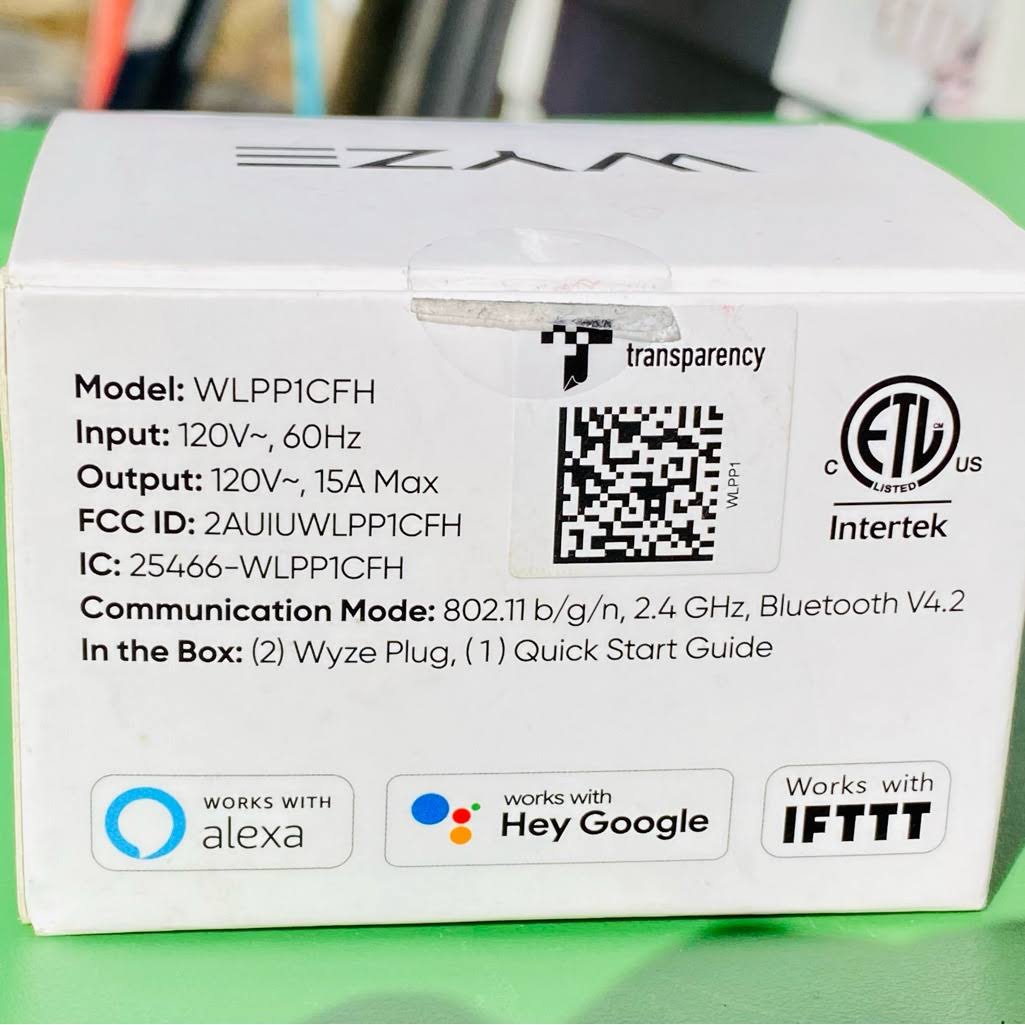 WYZE
transparency
WLPP1
Model: WLPP1CFH
Input: 120V~, 60Hz
Output: 120V~, 15A Max
FCC ID: 2AUIUWLPP1CFH
IC: 25466-WLPP1CFH
Communication Mode: 802.11 b/g/n, 2.4 GHz, Bluetooth V4.2
In the Box: (2) Wyze Plug, (1) Quick Start Guide
ETL CM
C US
LISTED
Intertek
WORKS WITH
alexa
works with
Hey Google
Works with
IFTTT